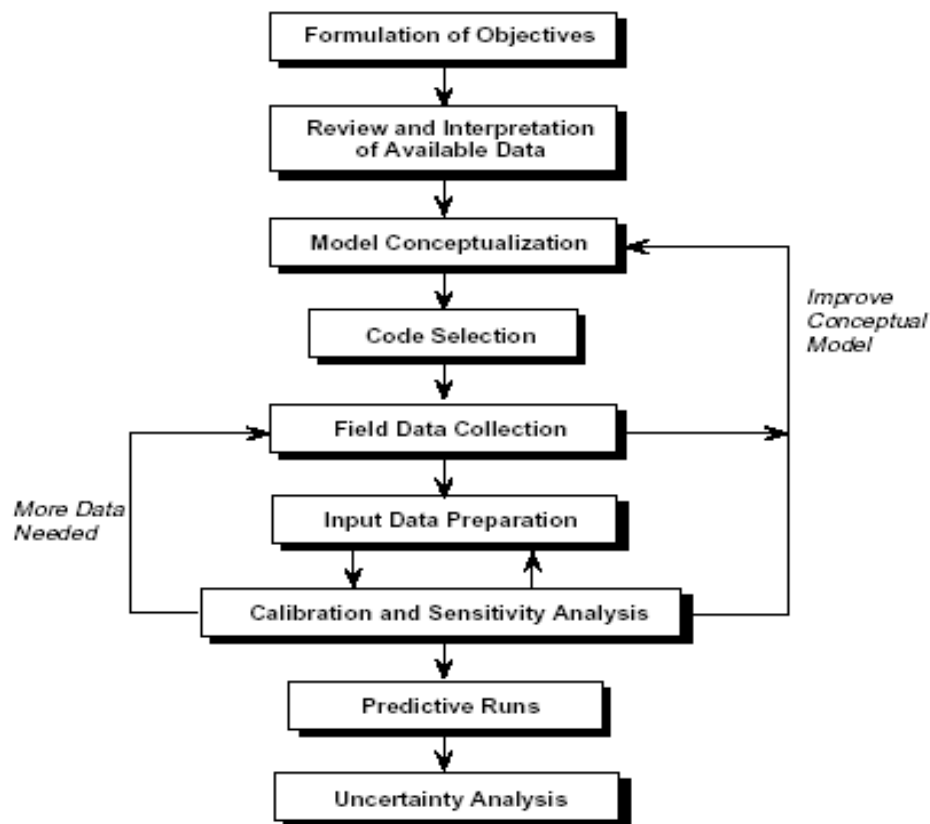 Formulation of Objectives
Review and Interpretation
of Available Data
Model Conceptualization
Improve
Conceptual
Model
Code Selection
Field Data Collection
More Data
Needed
Input Data Preparation
Calibration and Sensitivity Analysis
Predictive Runs
Uncertainty Analysis